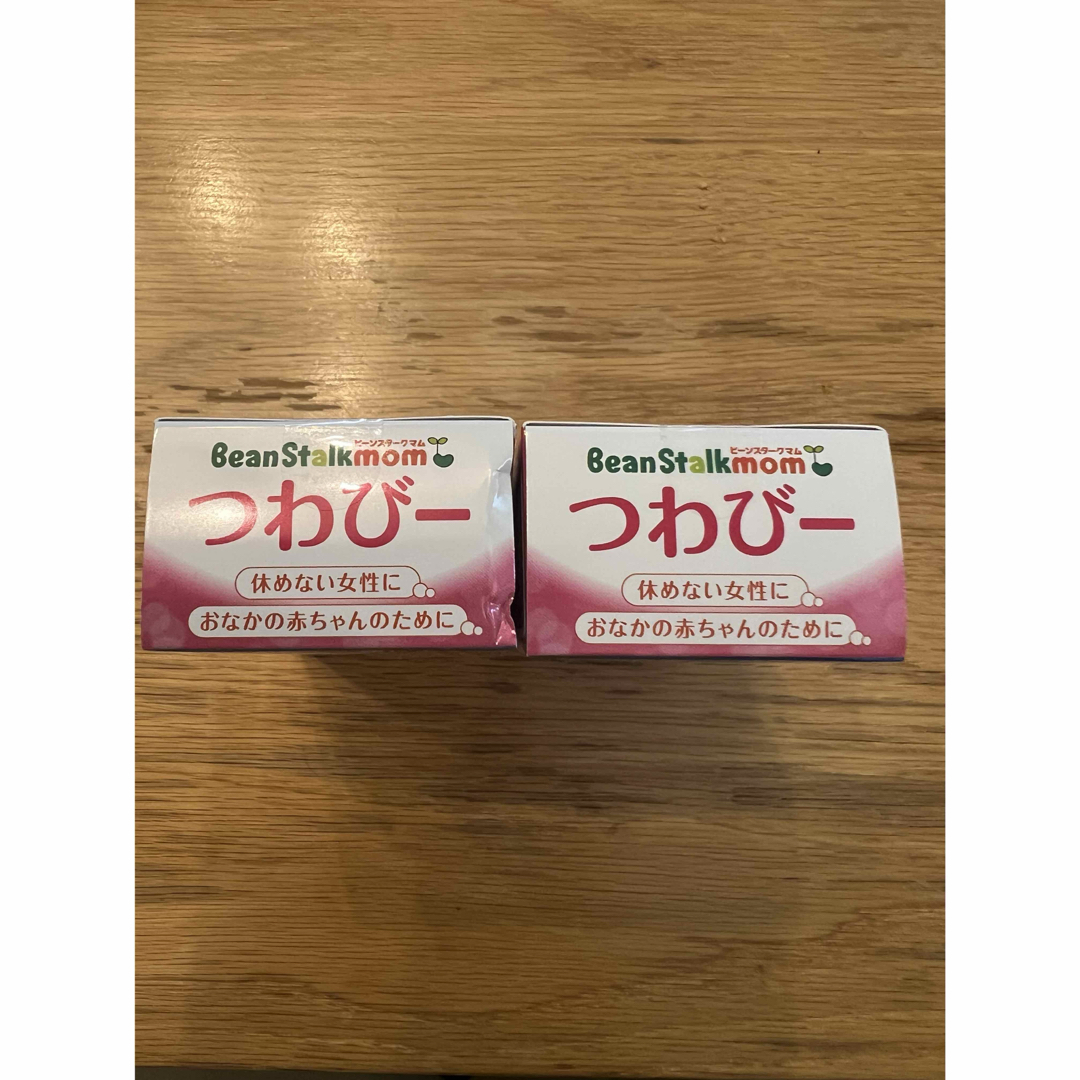 ビーンスタークマム
BeanStalkmom
つわびー
休めない女性に
おなかの赤ちゃんのために
ビーンスタークマム
BeanStalkmom
つわびー
休めない女性に
おなかの赤ちゃんのために